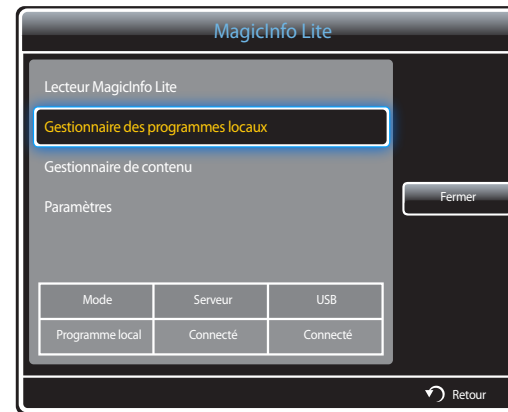 MagicInfo Lite
Lecteur MagicInfo Lite
Gestionnaire des programmes locaux
Gestionnaire de contenu
Paramètres
Fermer
Mode Serveur USB
Programme local Connecté Connecté
Retour